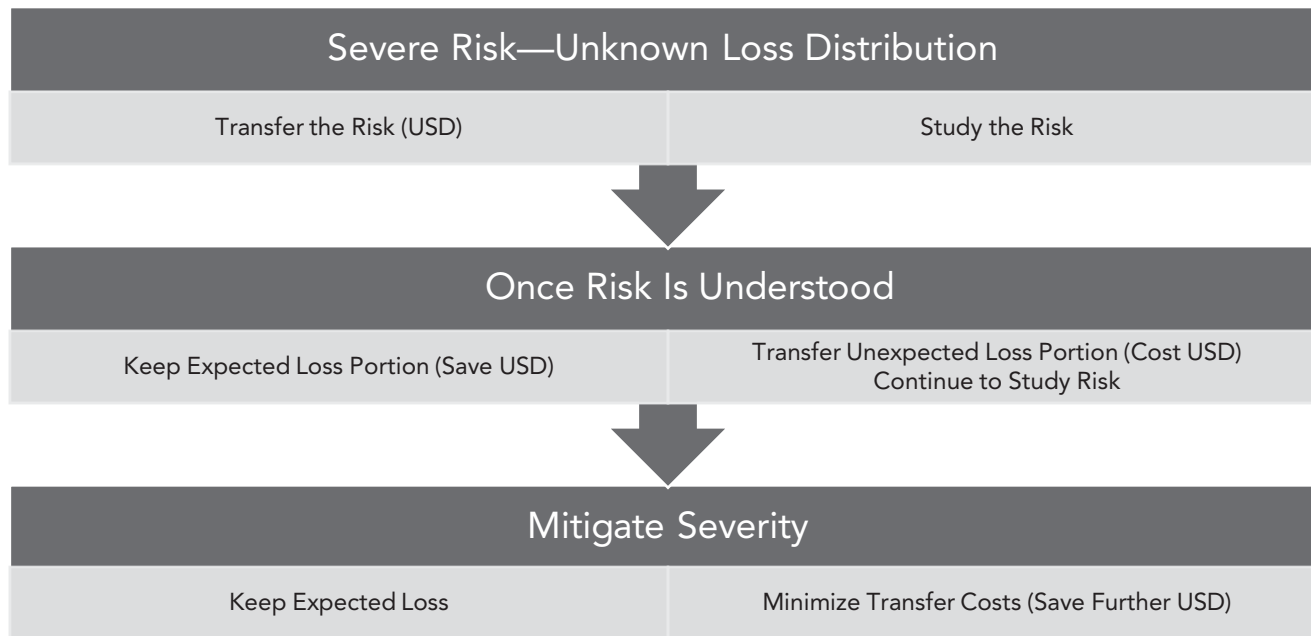 Severe Risk—Unknown Loss Distribution
Transfer the Risk (USD)
Study the Risk
Once Risk Is Understood
Keep Expected Loss Portion (Save USD)
Transfer Unexpected Loss Portion (Cost USD)
Continue to Study Risk
Mitigate Severity
Keep Expected Loss
Minimize Transfer Costs (Save Further USD)